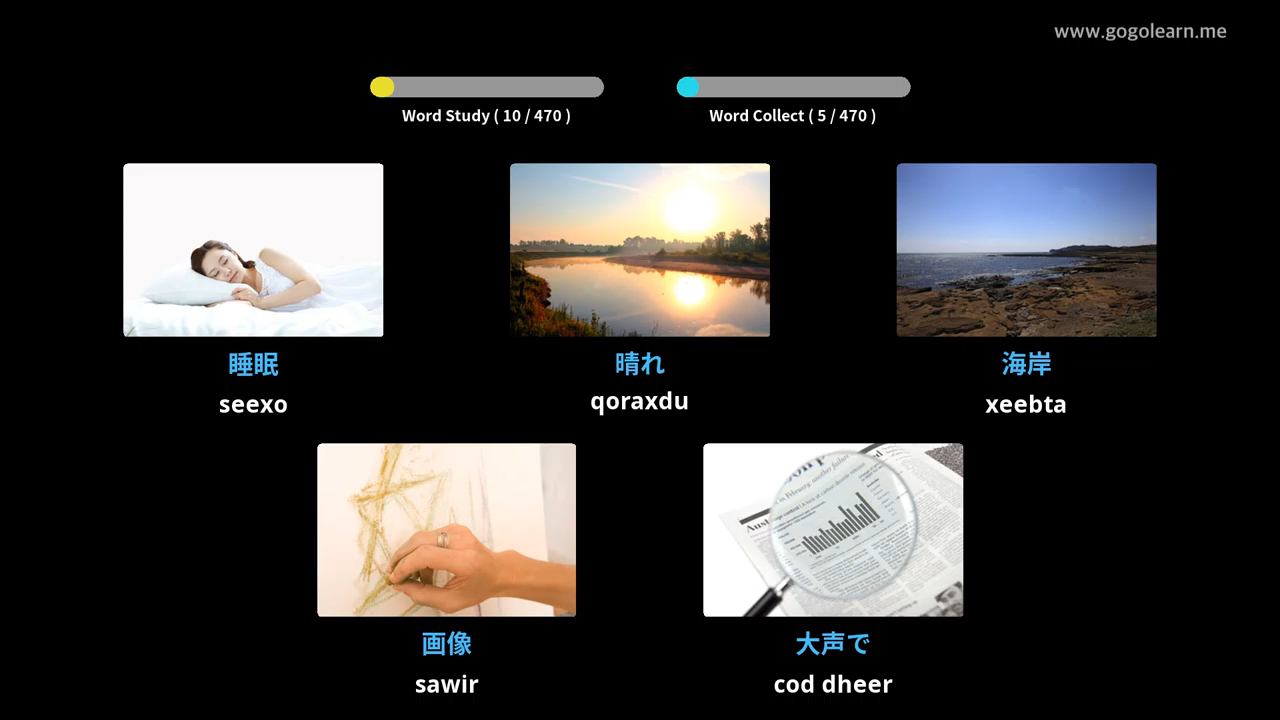 www.gogolearn.me
Word Study ( 10 / 470 )
Word Collect ( 5 / 470 )
睡眠
seexo
晴れ
qoraxdu
海岸
xeebta
画像
sawir
大声で
cod dheer